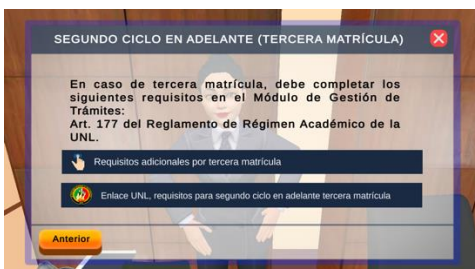 SEGUNDO CICLO EN ADELANTE (TERCERA MATRÍCULA)
En caso de tercera matrícula, debe completar los
siguientes requisitos en el Módulo de Gestión de
Trámites:
Art. 177 del Reglamento de Régimen Académico de la
UNL.
Requisitos adicionales por tercera matrícula
Enlace UNL, requisitos para segundo ciclo en adelante tercera matrícula
Anterior